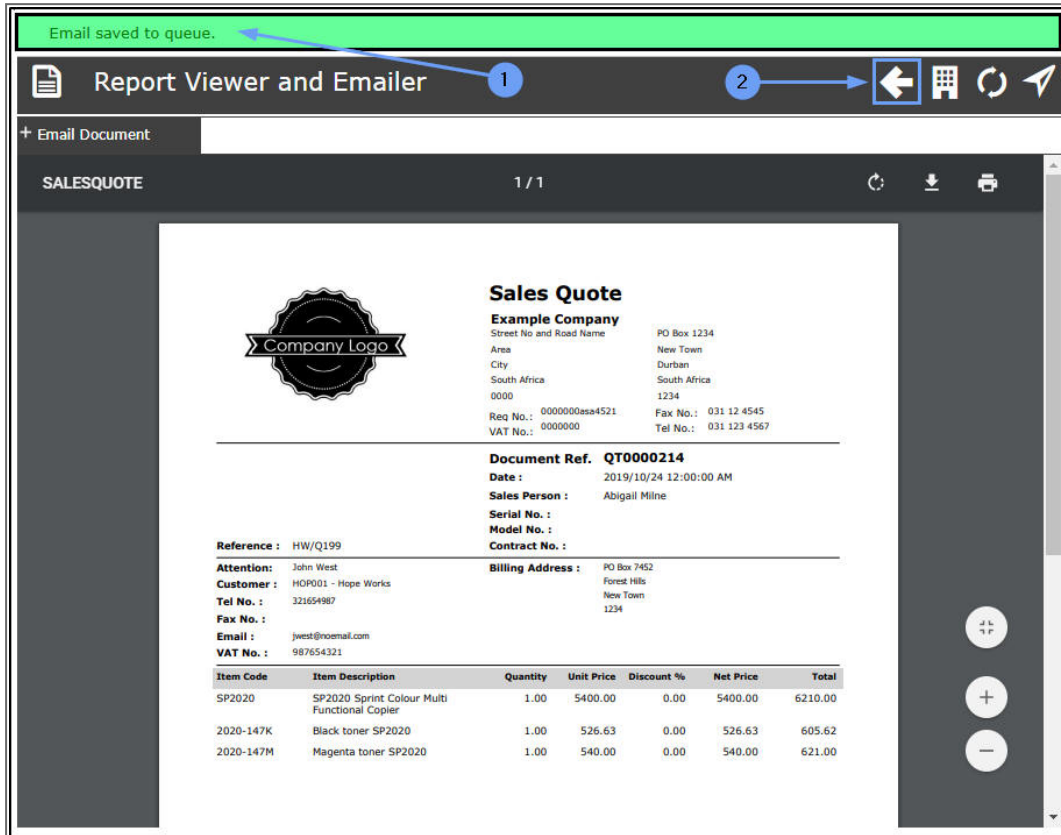 Email saved to queue.
Report Viewer and Emailer 1 2
+ Email Document
SALESQUOTE 1 / 1
Company Logo
Sales Quote
Example Company
Street No and Road Name PO Box 1234
Area New Town
City Durban
South Africa South Africa
0000 1234
Reg No.: 0000000asa4521 Fax No.: 031 12 4545
VAT No.: 0000000 Tel No.: 031 123 4567
Document Ref. QT0000214
Date : 2019/10/24 12:00:00 AM
Sales Person : Abigail Milne
Serial No. :
Model No. :
Reference : HW/Q199 Contract No. :
Attention: John West Billing Address : PO Box 7452
Customer : HOP001 - Hope Works Forest Hills
Tel No. : 321654987 New Town
1234
Fax No. :
Email : jwest@noemail.com
VAT No. : 987654321
Item Code Item Description Quantity Unit Price Discount % Net Price Total
SP2020 SP2020 Sprint Colour Multi 1.00 5400.00 0.00 5400.00 6210.00
Functional Copier
2020-147K Black toner SP2020 1.00 526.63 0.00 526.63 605.62
2020-147M Magenta toner SP2020 1.00 540.00 0.00 540.00 621.00